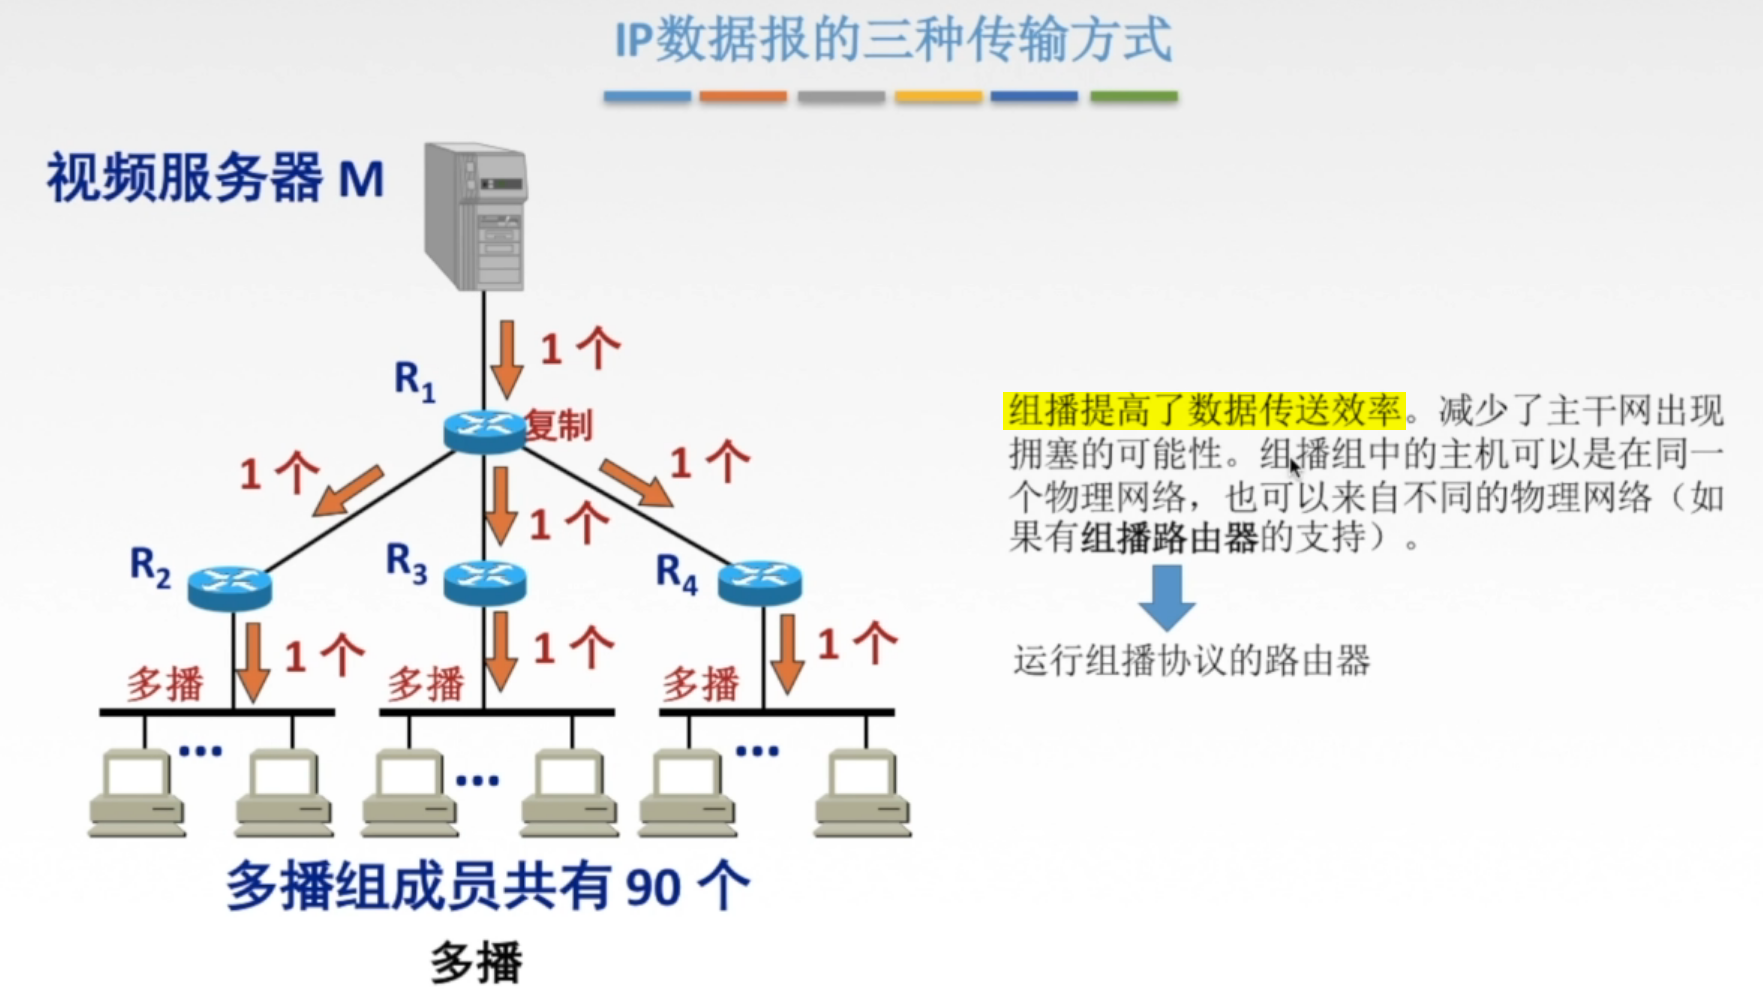 IP数据报的三种传输方式
视频服务器 M
1 个
R1
复制
1 个
1 个
1 个
R2
R3
R4
1 个
1 个
1 个
多播
多播
多播
...
...
...
多播组成员共有 90 个
多播
组播提高了数据传送效率。减少了主干网出现
拥塞的可能性。组播组中的主机可以是在同一
个物理网络，也可以来自不同的物理网络（如
果有组播路由器的支持）。
运行组播协议的路由器